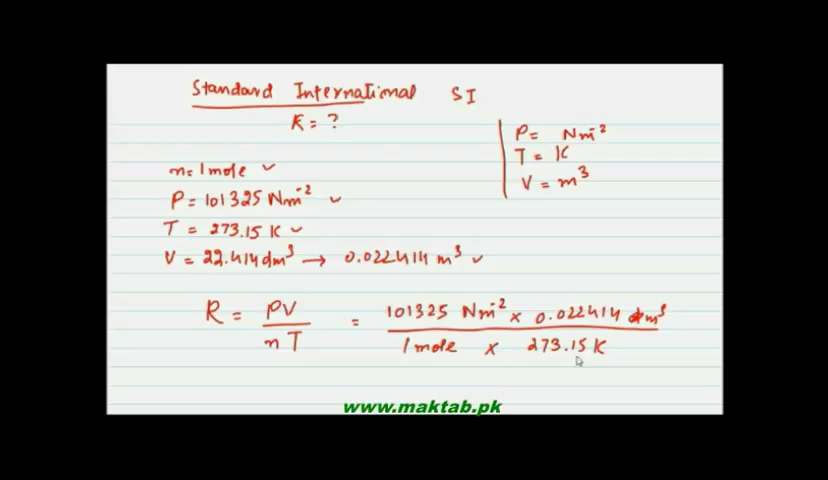 Standard International SI
R = ?
P = Nm⁻²
T = K
V = m³
n = 1 mole ✓
P = 101325 Nm⁻² ✓
T = 273.15 K ✓
V = 22.414 dm³ → 0.022414 m³ ✓
R = PV / nT = 101325 Nm⁻² × 0.022414 m³ / 1 mole × 273.15 K
www.maktab.pk